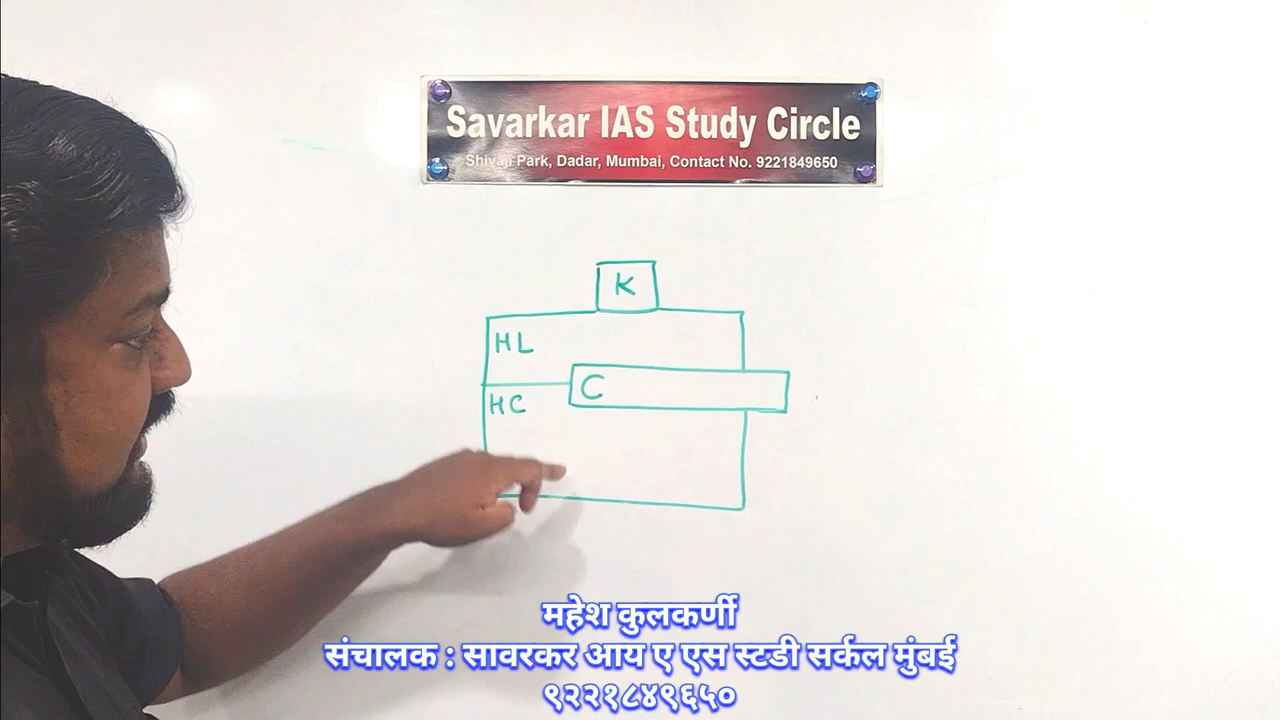 Savarkar IAS Study Circle
Shivaji Park, Dadar, Mumbai, Contact No. 9221849650
K
HL
C
HC
महेश कुलकर्णी
संचालक : सावरकर आय ए एस स्टडी सर्कल मुंबई
९२२१८४९६५०